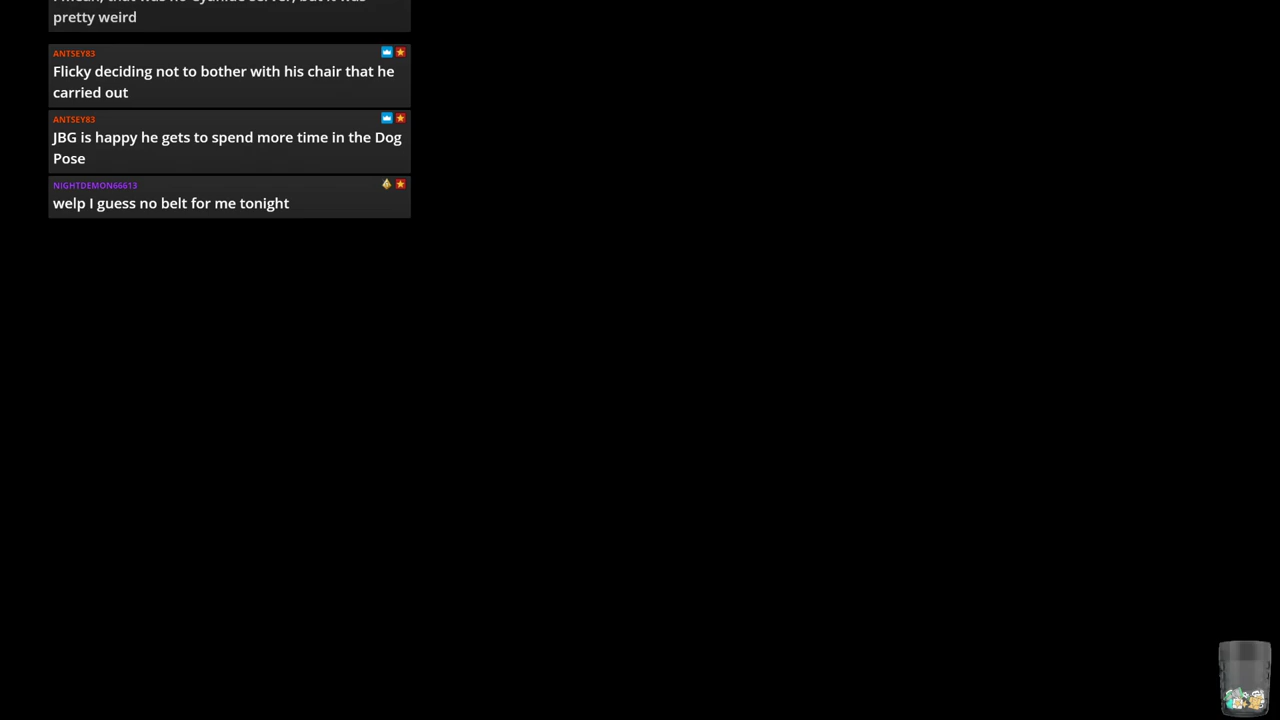 pretty weird
ANTSEY83
Flicky deciding not to bother with his chair that he
carried out
ANTSEY83
JBG is happy he gets to spend more time in the Dog
Pose
NIGHTDEMON66613
welp I guess no belt for me tonight